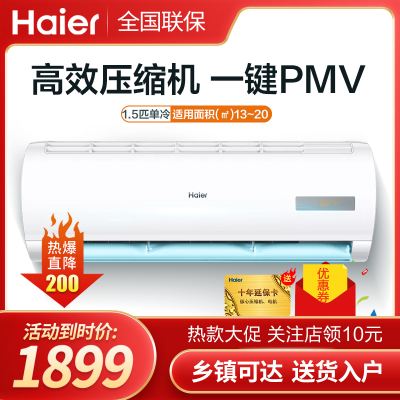 Haier 全国联保
高效压缩机 一键PMV
1.5匹单冷 适用面积(㎡)13~20
Haier
热爆
直降
200
送
优惠券
Haier
十年延保卡
活动到时价:
1899
热款大促 关注店领10元
乡镇可达 送货入户